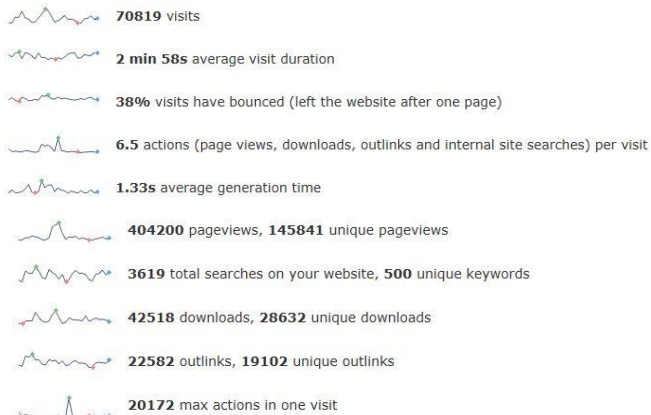 70819 visits
2 min 58s average visit duration
38% visits have bounced (left the website after one page)
6.5 actions (page views, downloads, outlinks and internal site searches) per visit
1.33s average generation time
404200 pageviews, 145841 unique pageviews
3619 total searches on your website, 500 unique keywords
42518 downloads, 28632 unique downloads
22582 outlinks, 19102 unique outlinks
20172 max actions in one visit